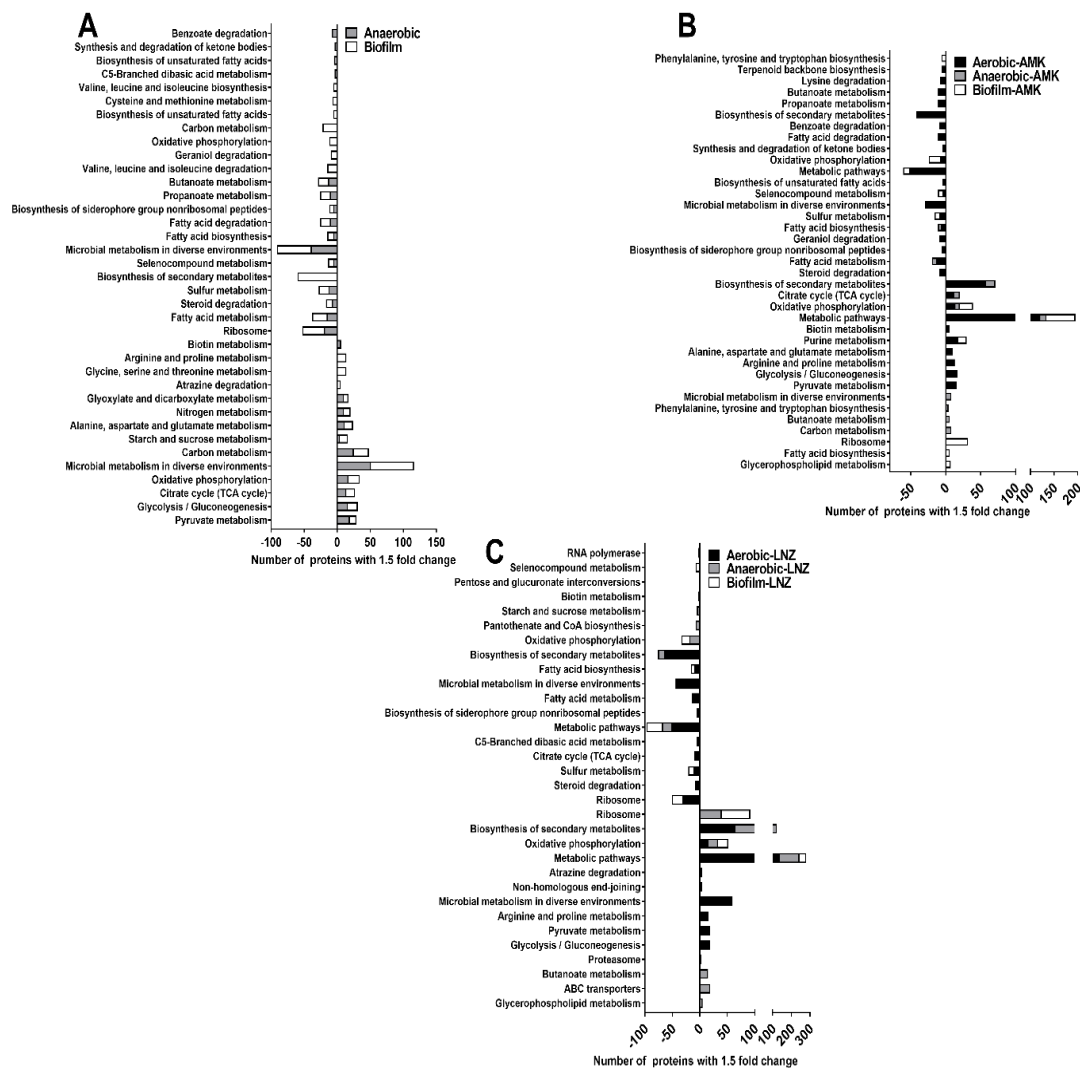 A
Anaerobic
Biofilm
Benzoate degradation
Synthesis and degradation of ketone bodies
Biosynthesis of unsaturated fatty acids
C5-Branched dibasic acid metabolism
Valine, leucine and isoleucine biosynthesis
Cysteine and methionine metabolism
Biosynthesis of unsaturated fatty acids
Carbon metabolism
Oxidative phosphorylation
Geraniol degradation
Valine, leucine and isoleucine degradation
Butanoate metabolism
Propanoate metabolism
Biosynthesis of siderophore group nonribosomal peptides
Fatty acid degradation
Fatty acid biosynthesis
Microbial metabolism in diverse environments
Selenocompound metabolism
Biosynthesis of secondary metabolites
Sulfur metabolism
Steroid degradation
Fatty acid metabolism
Ribosome
Biotin metabolism
Arginine and proline metabolism
Glycine, serine and threonine metabolism
Atrazine degradation
Glyoxylate and dicarboxylate metabolism
Nitrogen metabolism
Alanine, aspartate and glutamate metabolism
Starch and sucrose metabolism
Carbon metabolism
Microbial metabolism in diverse environments
Oxidative phosphorylation
Citrate cycle (TCA cycle)
Glycolysis / Gluconeogenesis
Pyruvate metabolism
-100 -50 0 50 100 150
Number of proteins with 1.5 fold change
B
Aerobic-AMK
Anaerobic-AMK
Biofilm-AMK
Phenylalanine, tyrosine and tryptophan biosynthesis
Terpenoid backbone biosynthesis
Lysine degradation
Butanoate metabolism
Propanoate metabolism
Biosynthesis of secondary metabolites
Benzoate degradation
Fatty acid degradation
Synthesis and degradation of ketone bodies
Oxidative phosphorylation
Metabolic pathways
Biosynthesis of unsaturated fatty acids
Selenocompound metabolism
Microbial metabolism in diverse environments
Sulfur metabolism
Fatty acid biosynthesis
Geraniol degradation
Biosynthesis of siderophore group nonribosomal peptides
Fatty acid metabolism
Steroid degradation
Biosynthesis of secondary metabolites
Citrate cycle (TCA cycle)
Oxidative phosphorylation
Metabolic pathways
Biotin metabolism
Purine metabolism
Alanine, aspartate and glutamate metabolism
Arginine and proline metabolism
Glycolysis / Gluconeogenesis
Pyruvate metabolism
Microbial metabolism in diverse environments
Phenylalanine, tyrosine and tryptophan biosynthesis
Butanoate metabolism
Carbon metabolism
Ribosome
Fatty acid biosynthesis
Glycerophospholipid metabolism
-50 0 50 100 100 150 200
Number of proteins with 1.5 fold change
C
Aerobic-LNZ
Anaerobic-LNZ
Biofilm-LNZ
RNA polymerase
Selenocompound metabolism
Pentose and glucuronate interconversions
Biotin metabolism
Starch and sucrose metabolism
Pantothenate and CoA biosynthesis
Oxidative phosphorylation
Biosynthesis of secondary metabolites
Fatty acid biosynthesis
Microbial metabolism in diverse environments
Fatty acid metabolism
Biosynthesis of siderophore group nonribosomal peptides
Metabolic pathways
C5-Branched dibasic acid metabolism
Citrate cycle (TCA cycle)
Sulfur metabolism
Steroid degradation
Ribosome
Ribosome
Biosynthesis of secondary metabolites
Oxidative phosphorylation
Metabolic pathways
Atrazine degradation
Non-homologous end-joining
Microbial metabolism in diverse environments
Arginine and proline metabolism
Pyruvate metabolism
Glycolysis / Gluconeogenesis
Proteasome
Butanoate metabolism
ABC transporters
Glycerophospholipid metabolism
-100 -50 0 50 100 100 200 300
Number of proteins with 1.5 fold change